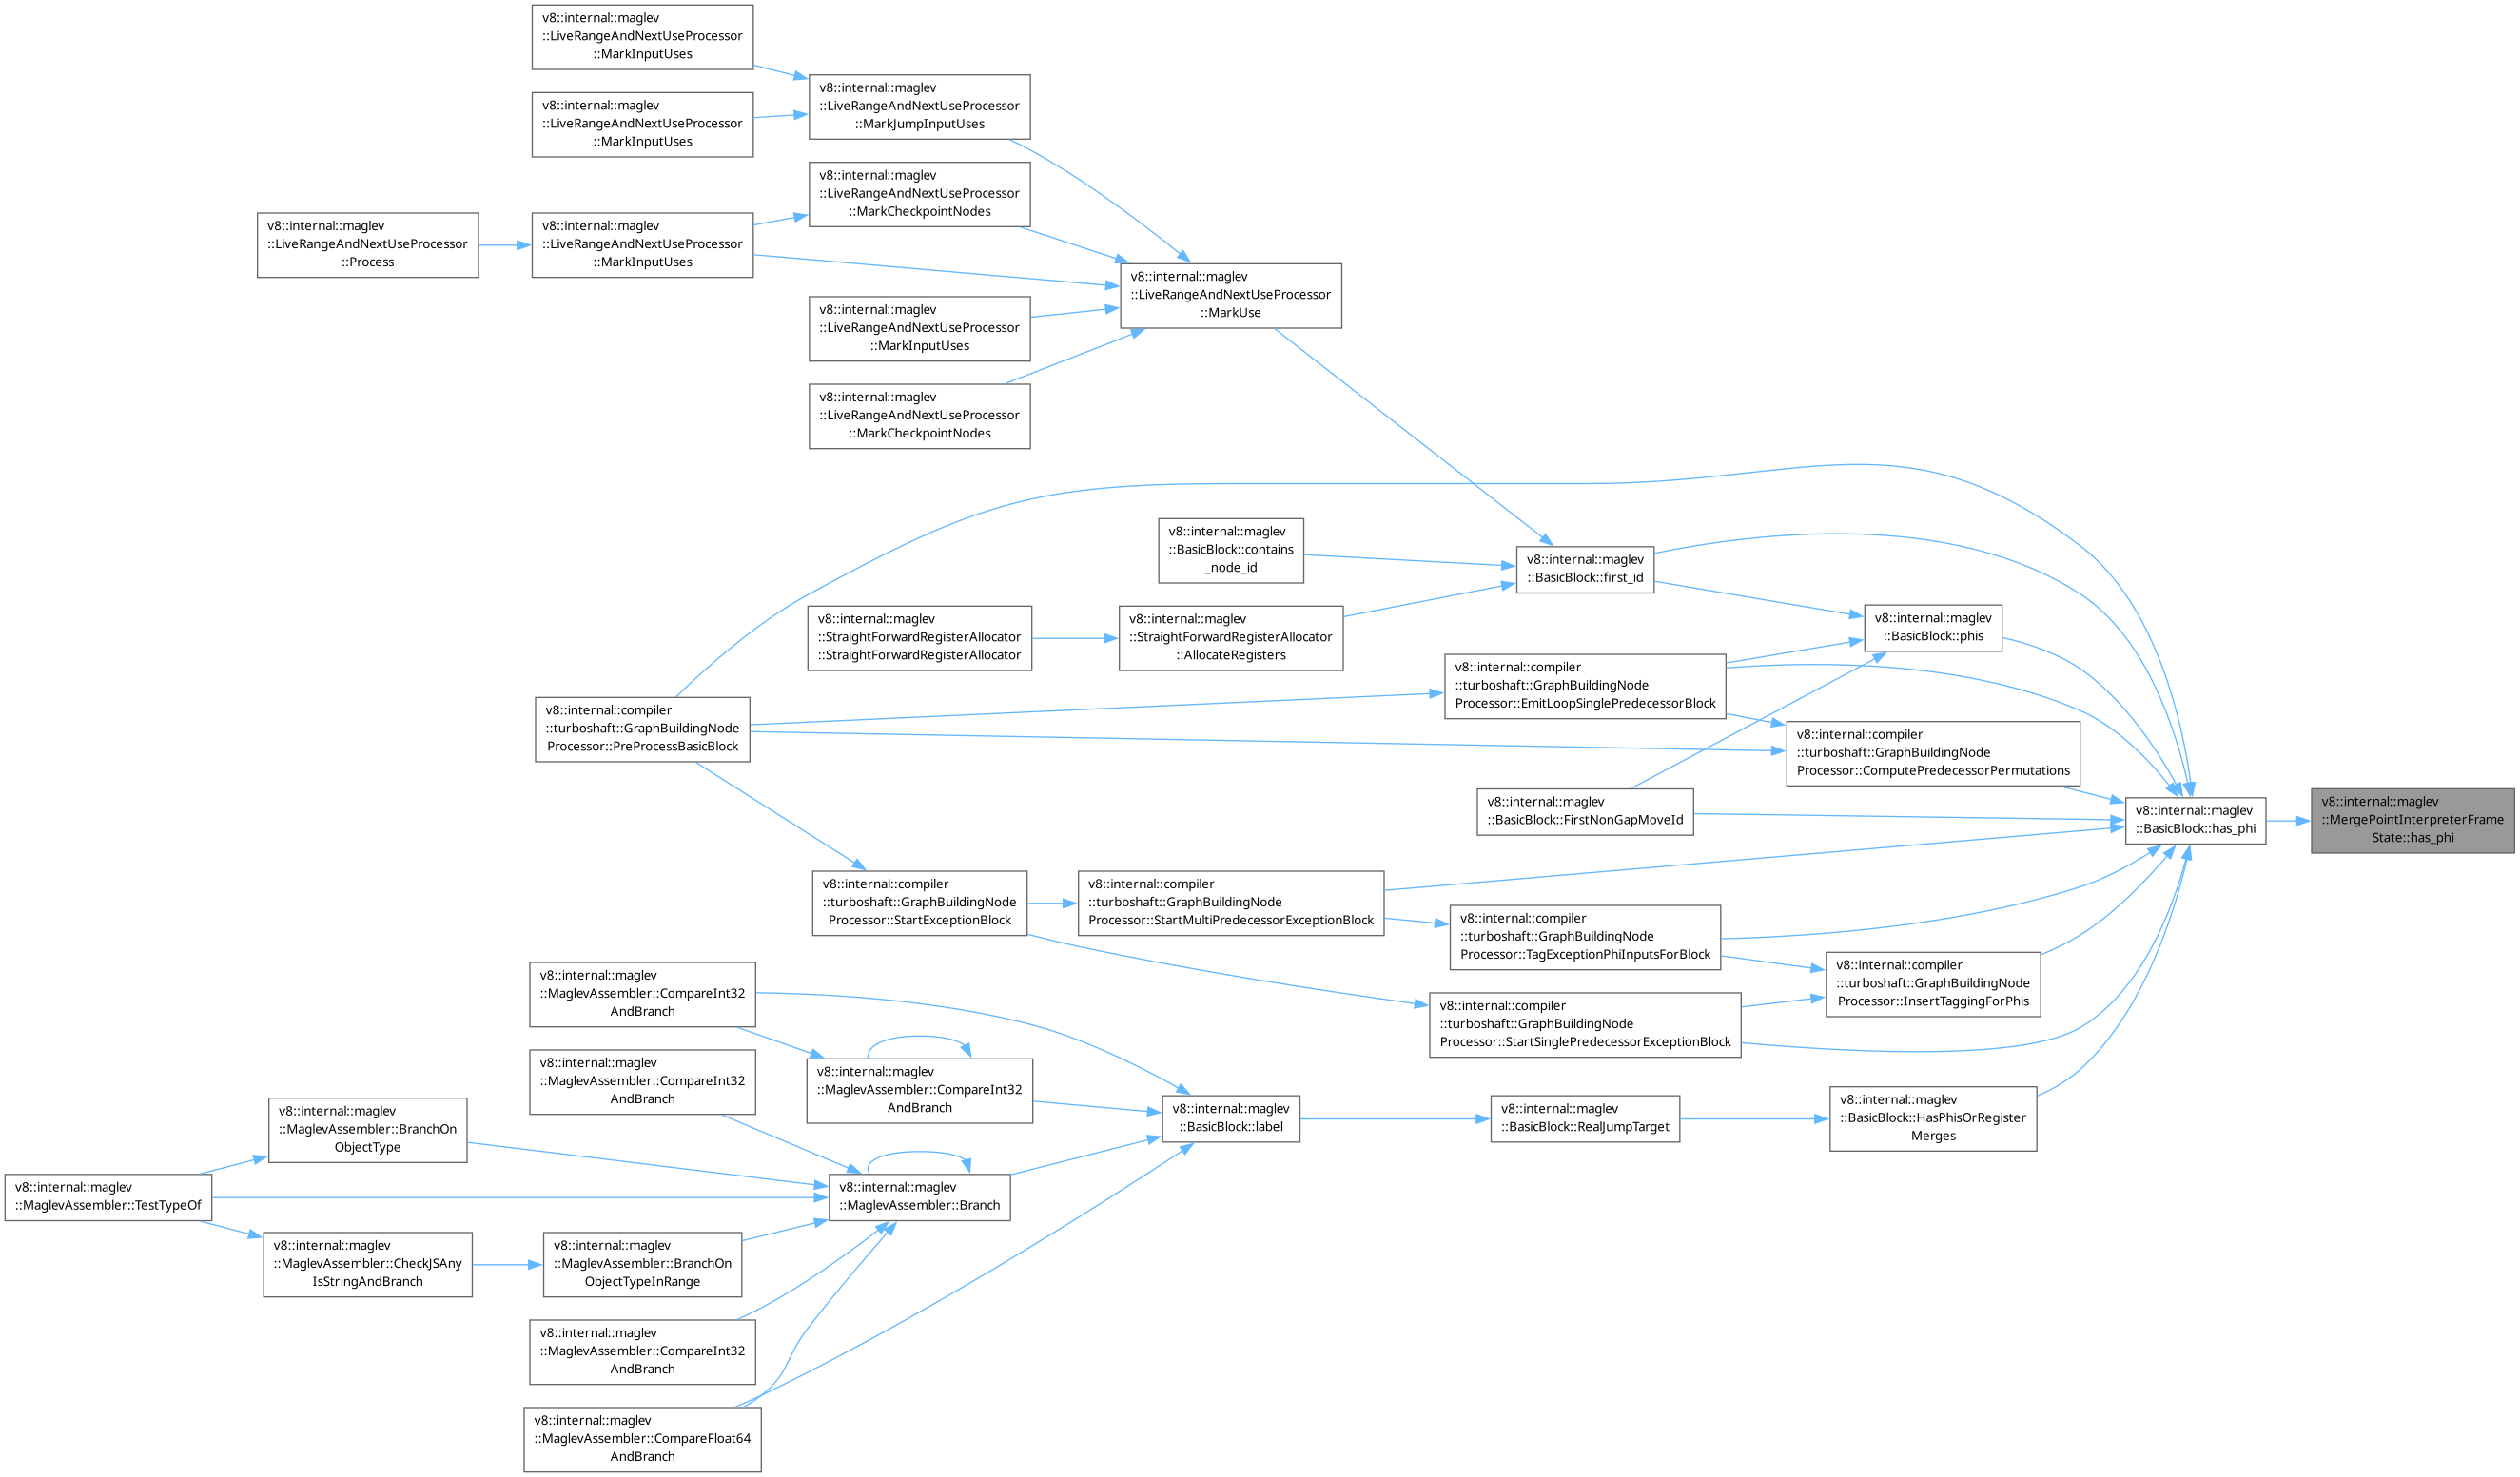 v8::internal::maglev
::LiveRangeAndNextUseProcessor
::MarkInputUses
v8::internal::maglev
::LiveRangeAndNextUseProcessor
::MarkJumpInputUses
v8::internal::maglev
::LiveRangeAndNextUseProcessor
::MarkInputUses
v8::internal::maglev
::LiveRangeAndNextUseProcessor
::MarkCheckpointNodes
v8::internal::maglev
::LiveRangeAndNextUseProcessor
::Process
v8::internal::maglev
::LiveRangeAndNextUseProcessor
::MarkInputUses
v8::internal::maglev
::LiveRangeAndNextUseProcessor
::MarkUse
v8::internal::maglev
::LiveRangeAndNextUseProcessor
::MarkInputUses
v8::internal::maglev
::LiveRangeAndNextUseProcessor
::MarkCheckpointNodes
v8::internal::maglev
::BasicBlock::contains
_node_id
v8::internal::maglev
::BasicBlock::first_id
v8::internal::maglev
::StraightForwardRegisterAllocator
::StraightForwardRegisterAllocator
v8::internal::maglev
::StraightForwardRegisterAllocator
::AllocateRegisters
v8::internal::maglev
::BasicBlock::phis
v8::internal::compiler
::turboshaft::GraphBuildingNode
Processor::EmitLoopSinglePredecessorBlock
v8::internal::compiler
::turboshaft::GraphBuildingNode
Processor::PreProcessBasicBlock
v8::internal::compiler
::turboshaft::GraphBuildingNode
Processor::ComputePredecessorPermutations
v8::internal::maglev
::BasicBlock::FirstNonGapMoveId
v8::internal::maglev
::BasicBlock::has_phi
v8::internal::maglev
::MergePointInterpreterFrame
State::has_phi
v8::internal::compiler
::turboshaft::GraphBuildingNode
Processor::StartExceptionBlock
v8::internal::compiler
::turboshaft::GraphBuildingNode
Processor::StartMultiPredecessorExceptionBlock
v8::internal::compiler
::turboshaft::GraphBuildingNode
Processor::TagExceptionPhiInputsForBlock
v8::internal::compiler
::turboshaft::GraphBuildingNode
Processor::InsertTaggingForPhis
v8::internal::compiler
::turboshaft::GraphBuildingNode
Processor::StartSinglePredecessorExceptionBlock
v8::internal::maglev
::MaglevAssembler::CompareInt32
AndBranch
v8::internal::maglev
::MaglevAssembler::CompareInt32
AndBranch
v8::internal::maglev
::MaglevAssembler::CompareInt32
AndBranch
v8::internal::maglev
::BasicBlock::label
v8::internal::maglev
::BasicBlock::RealJumpTarget
v8::internal::maglev
::BasicBlock::HasPhisOrRegister
Merges
v8::internal::maglev
::MaglevAssembler::BranchOn
ObjectType
v8::internal::maglev
::MaglevAssembler::TestTypeOf
v8::internal::maglev
::MaglevAssembler::Branch
v8::internal::maglev
::MaglevAssembler::CheckJSAny
IsStringAndBranch
v8::internal::maglev
::MaglevAssembler::BranchOn
ObjectTypeInRange
v8::internal::maglev
::MaglevAssembler::CompareInt32
AndBranch
v8::internal::maglev
::MaglevAssembler::CompareFloat64
AndBranch